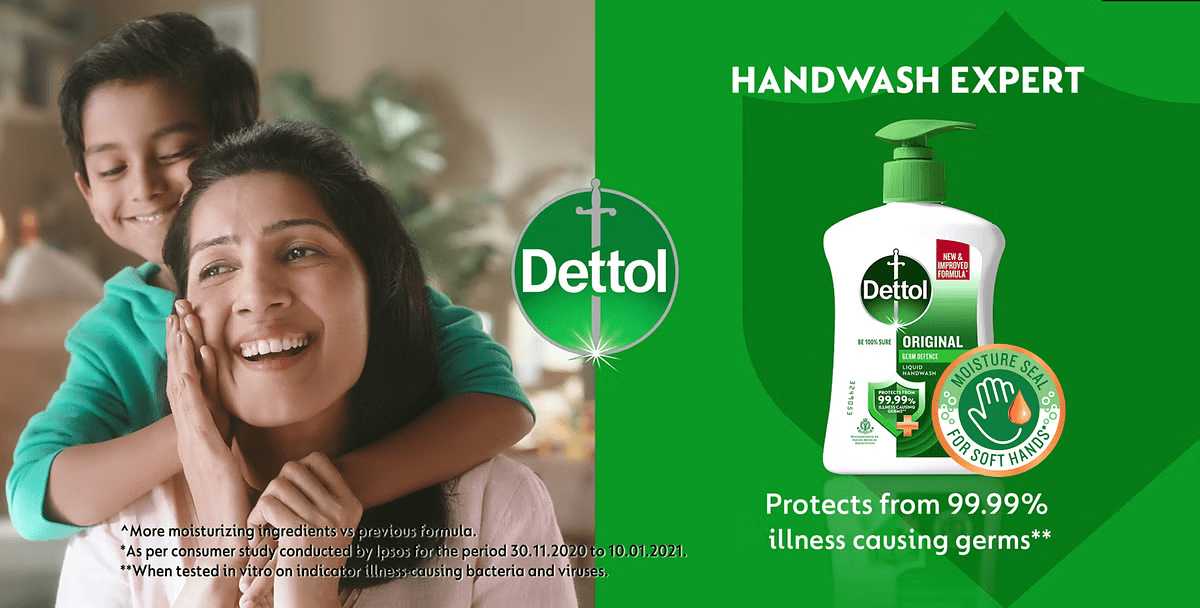 HANDWASH EXPERT
Dettol
NEW &
IMPROVED
FORMULA^
Dettol
BE 100% SURE
ORIGINAL
GERM DEFENCE
LIQUID
HANDWASH
PROTECTS FROM
99.99%
ILLNESS CAUSING
GERMS**
MOISTURE SEAL
FOR SOFT HANDS*
Protects from 99.99%
illness causing germs**
^More moisturizing ingredients vs previous formula.
*As per consumer study conducted by Ipsos for the period 30.11.2020 to 10.01.2021.
**When tested in vitro on indicator illness-causing bacteria and viruses.